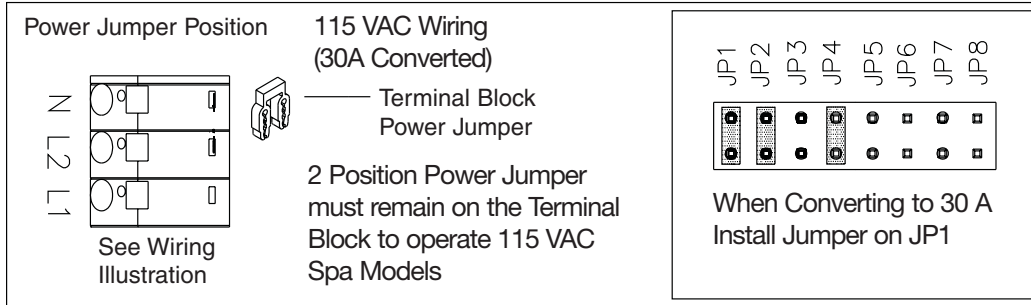 Power Jumper Position
N
L2
L1
See Wiring
Illustration
115 VAC Wiring
(30A Converted)
Terminal Block
Power Jumper
2 Position Power Jumper
must remain on the Terminal
Block to operate 115 VAC
Spa Models
JP1 JP2 JP3 JP4 JP5 JP6 JP7 JP8
When Converting to 30 A
Install Jumper on JP1